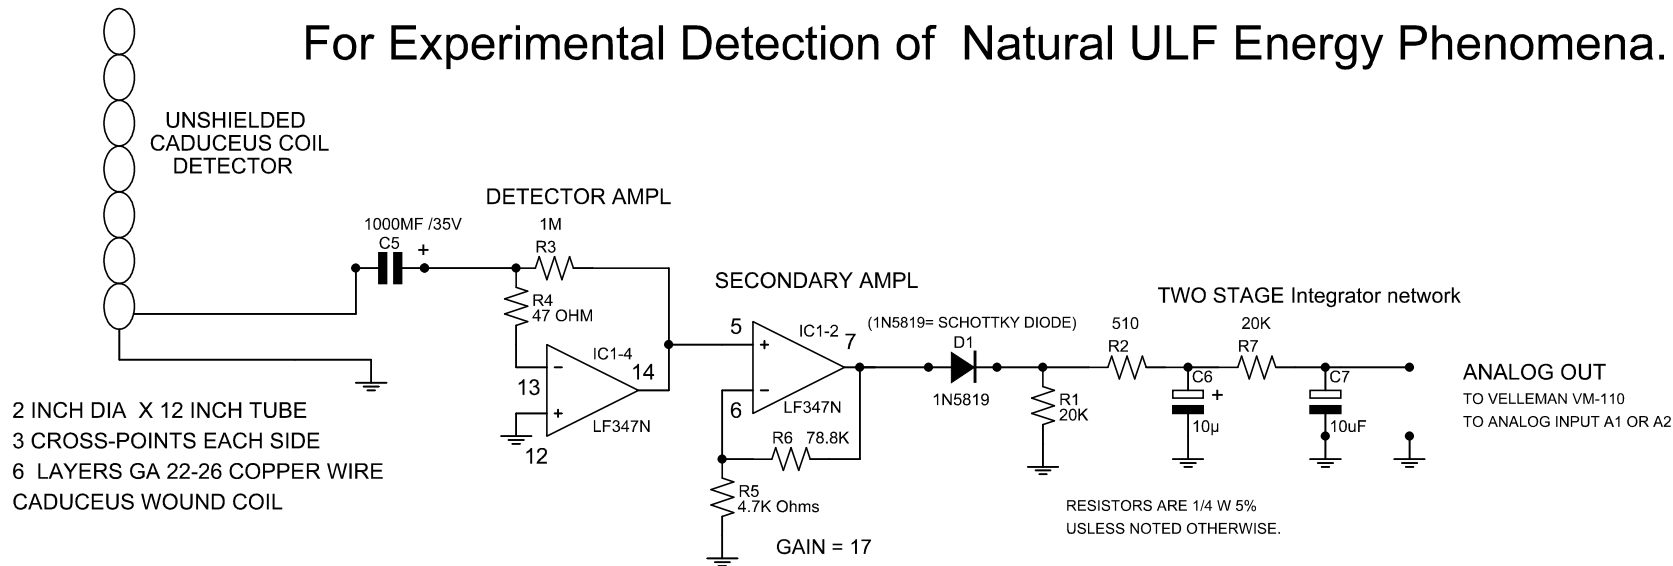 For Experimental Detection of Natural ULF Energy Phenomena.
UNSHIELDED
CADUCEUS COIL
DETECTOR
DETECTOR AMPL
1000MF /35V
C5
+
1M
R3
R4
47 OHM
IC1-4
13
-
14
+
LF347N
12
SECONDARY AMPL
5
+
IC1-2
7
-
6
LF347N
R6 78.8K
R5
4.7K Ohms
GAIN = 17
(1N5819= SCHOTTKY DIODE)
D1
1N5819
R1
20K
TWO STAGE Integrator network
510
R2
20K
R7
C6
+
10µ
C7
10uF
ANALOG OUT
TO VELLEMAN VM-110
TO ANALOG INPUT A1 OR A2
2 INCH DIA X 12 INCH TUBE
3 CROSS-POINTS EACH SIDE
6 LAYERS GA 22-26 COPPER WIRE
CADUCEUS WOUND COIL
RESISTORS ARE 1/4 W 5%
USLESS NOTED OTHERWISE.